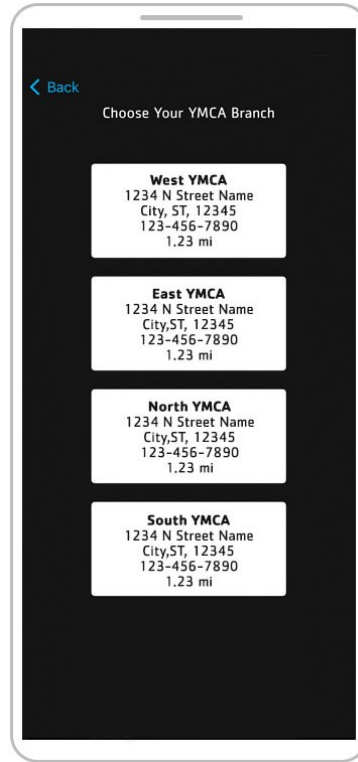 Back
Choose Your YMCA Branch
West YMCA
1234 N Street Name
City, ST, 12345
123-456-7890
1.23 mi
East YMCA
1234 N Street Name
City,ST, 12345
123-456-7890
1.23 mi
North YMCA
1234 N Street Name
City,ST, 12345
123-456-7890
1.23 mi
South YMCA
1234 N Street Name
City,ST, 12345
123-456-7890
1.23 mi